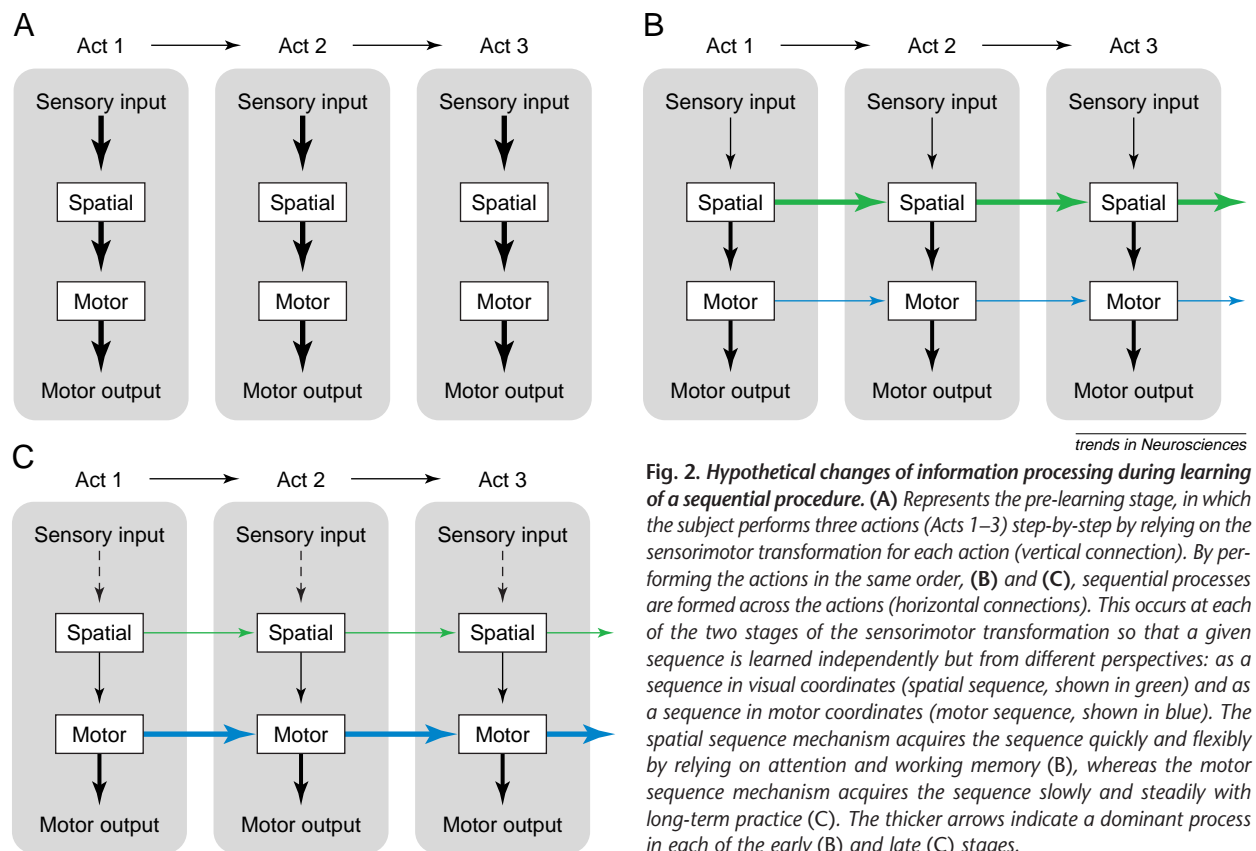 A
Act 1 Act 2 Act 3
Sensory input Sensory input Sensory input
Spatial Spatial Spatial
Motor Motor Motor
Motor output Motor output Motor output
B
Act 1 Act 2 Act 3
Sensory input Sensory input Sensory input
Spatial Spatial Spatial
Motor Motor Motor
Motor output Motor output Motor output
trends in Neurosciences
C
Act 1 Act 2 Act 3
Sensory input Sensory input Sensory input
Spatial Spatial Spatial
Motor Motor Motor
Motor output Motor output Motor output
Fig. 2. Hypothetical changes of information processing during learning
of a sequential procedure. (A) Represents the pre-learning stage, in which
the subject performs three actions (Acts 1–3) step-by-step by relying on the
sensorimotor transformation for each action (vertical connection). By per-
forming the actions in the same order, (B) and (C), sequential processes
are formed across the actions (horizontal connections). This occurs at each
of the two stages of the sensorimotor transformation so that a given
sequence is learned independently but from different perspectives: as a
sequence in visual coordinates (spatial sequence, shown in green) and as
a sequence in motor coordinates (motor sequence, shown in blue). The
spatial sequence mechanism acquires the sequence quickly and flexibly
by relying on attention and working memory (B), whereas the motor
sequence mechanism acquires the sequence slowly and steadily with
long-term practice (C). The thicker arrows indicate a dominant process
in each of the early (B) and late (C) stages.